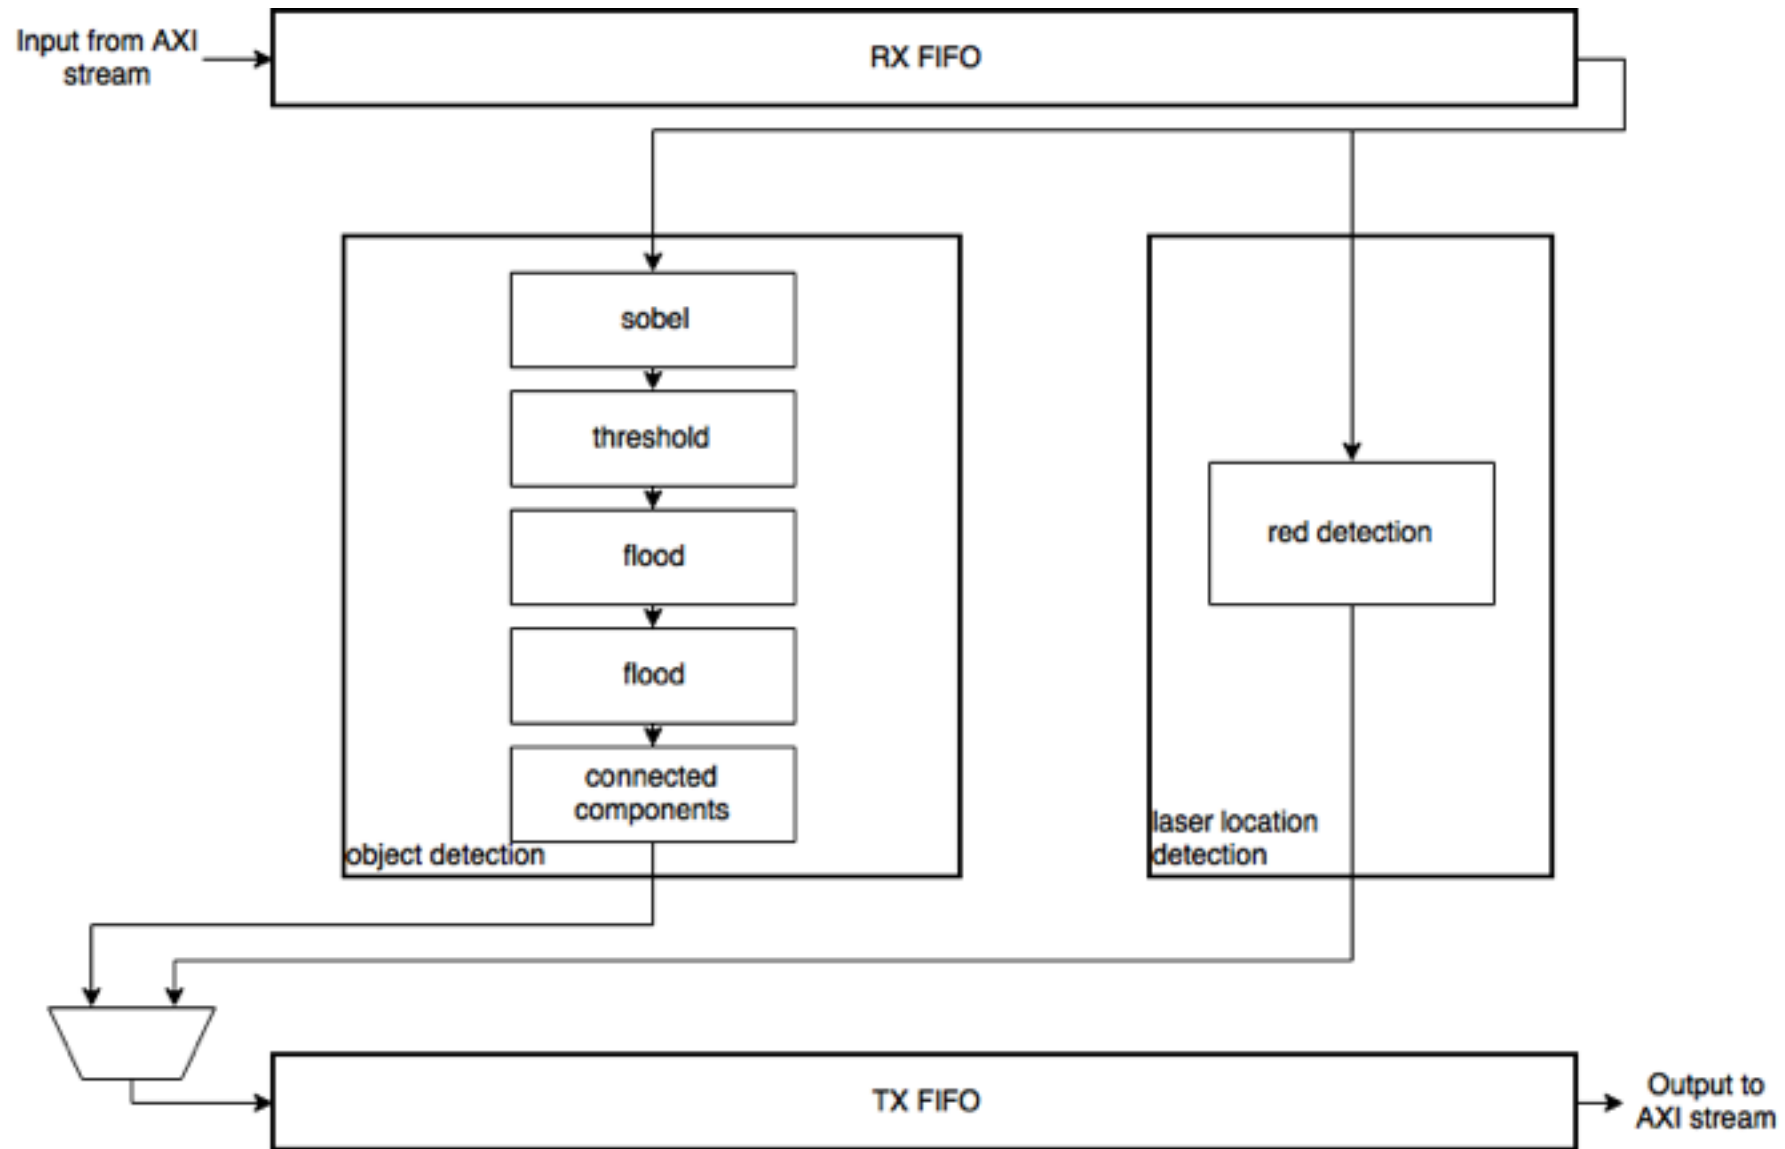 Input from AXI
stream
RX FIFO
sobel
threshold
flood
flood
connected
components
object detection
red detection
laser location
detection
TX FIFO
Output to
AXI stream